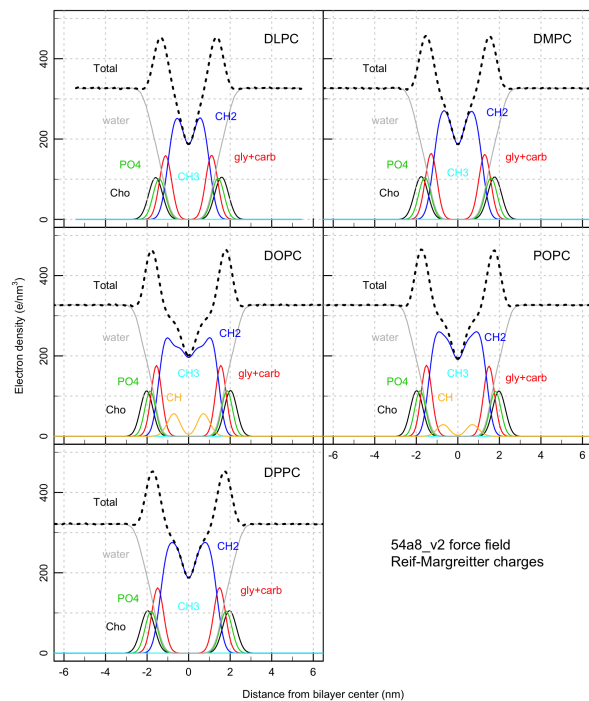 DLPC
DMPC
400
Total
Total
water
CH2
water
CH2
200
PO4
gly+carb
PO4
gly+carb
CH3
CH3
Cho
Cho
0
DOPC
POPC
400
Total
Total
water
CH2
water
CH2
200
CH3
gly+carb
CH3
gly+carb
PO4
CH
PO4
CH
Cho
Cho
0
-6 -4 -2 0 2 4 6
DPPC
400
Total
water
CH2
200
PO4
CH3
gly+carb
Cho
0
-6 -4 -2 0 2 4 6
54a8_v2 force field
Reif-Margreitter charges
Electron density (e/nm³)
Distance from bilayer center (nm)